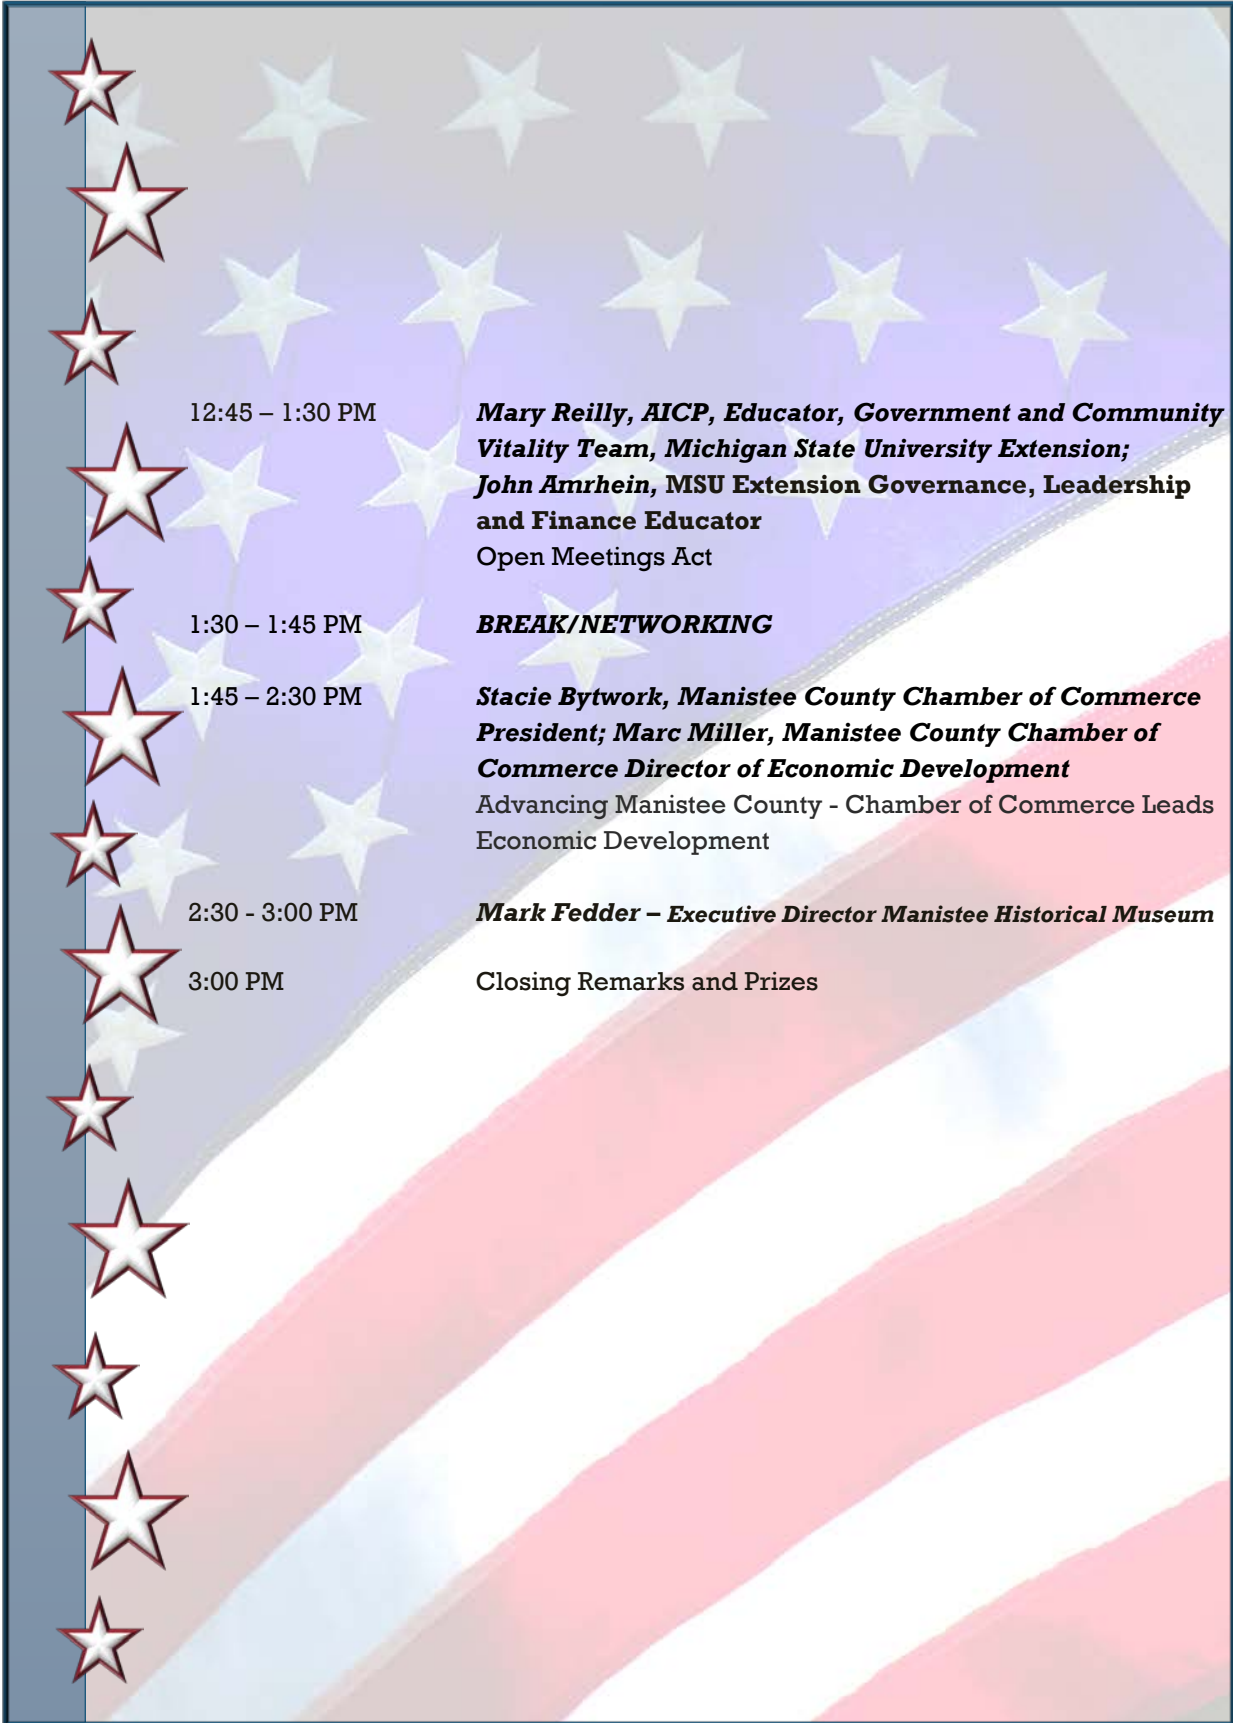 12:45 – 1:30 PM Mary Reilly, AICP, Educator, Government and Community
Vitality Team, Michigan State University Extension;
John Amrhein, MSU Extension Governance, Leadership
and Finance Educator
Open Meetings Act
1:30 – 1:45 PM BREAK/NETWORKING
1:45 – 2:30 PM Stacie Bytwork, Manistee County Chamber of Commerce
President; Marc Miller, Manistee County Chamber of
Commerce Director of Economic Development
Advancing Manistee County - Chamber of Commerce Leads
Economic Development
2:30 - 3:00 PM Mark Fedder – Executive Director Manistee Historical Museum
3:00 PM Closing Remarks and Prizes